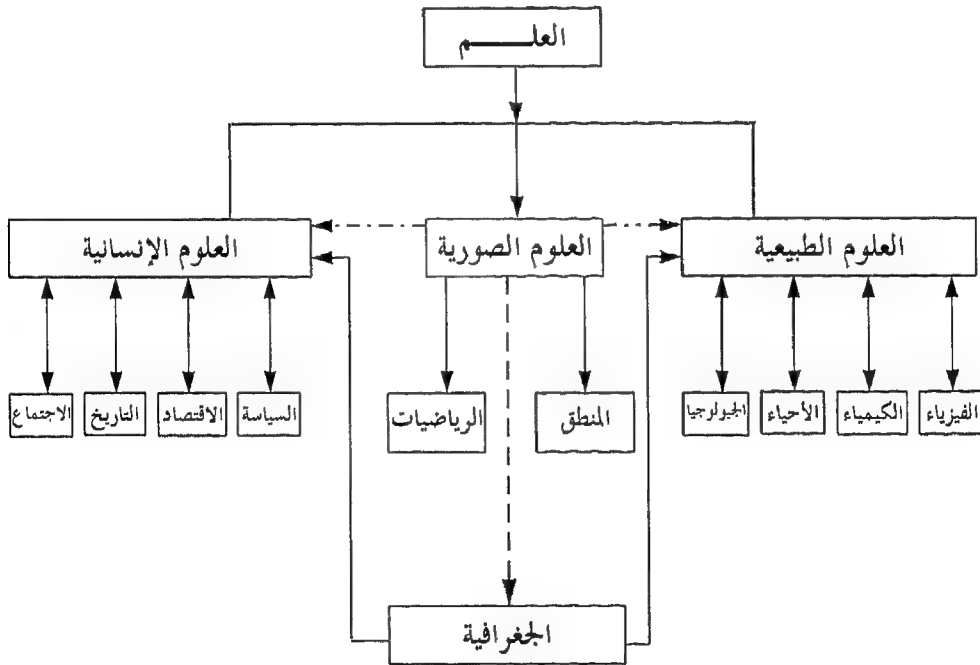 العلم
العلوم الطبيعية
العلوم الصورية
العلوم الإنسانية
الفيزياء
الكيمياء
الأحياء
الجيولوجيا
المنطق
الرياضيات
السياسة
الاقتصاد
التاريخ
الاجتماع
الجغرافية